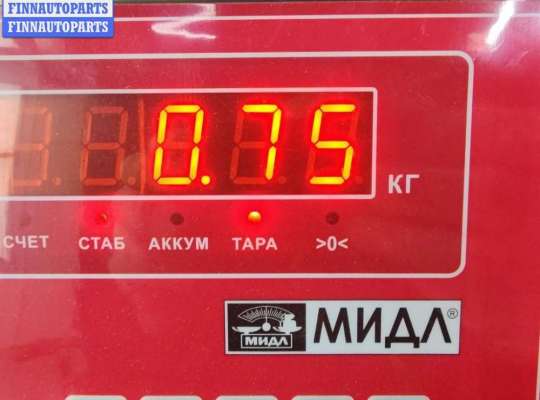 FINNAUTOPARTS
FINNAUTOPARTS
0.75
КГ
СЧЕТ СТАБ АККУМ ТАРА >0<
МИДЛ МИДЛ®